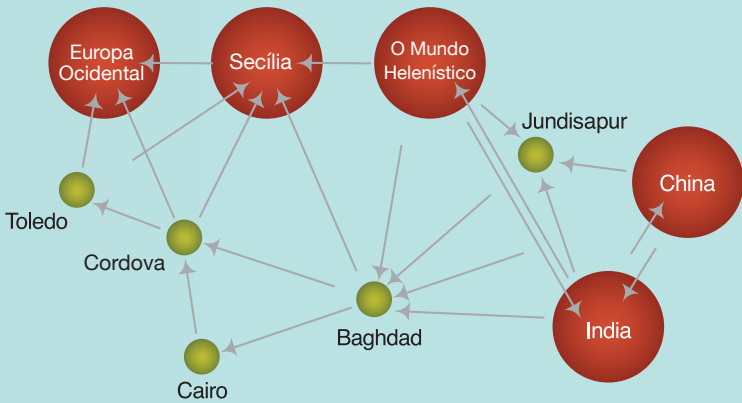 Europa
Ocidental
Secília
O Mundo
Helenístico
Jundisapur
China
Toledo
Cordova
Baghdad
India
Cairo